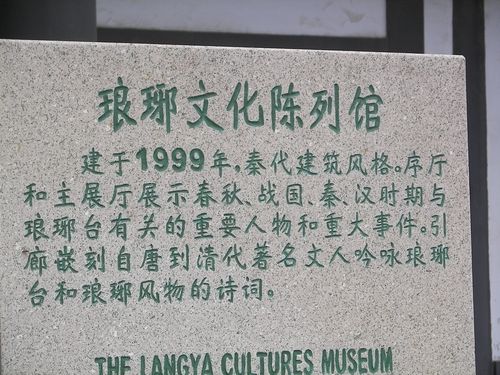 琅琊文化陈列馆
建于1999年,秦代建筑风格。序厅
和主展厅展示春秋、战国、秦、汉时期与
琅琊台有关的重要人物和重大事件。引
廊嵌刻自唐到清代著名文人吟咏琅琊
台和琅琊风物的诗词。
THE LANGYA CULTURES MUSEUM